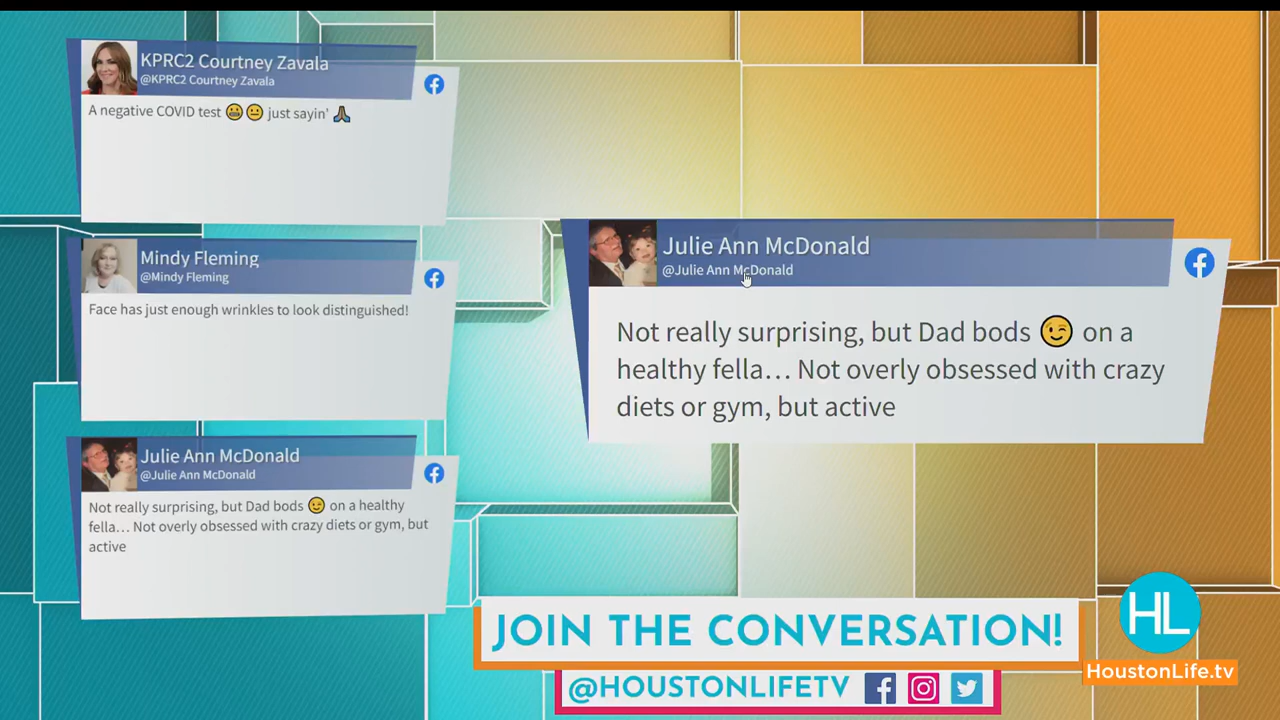 KPRC2 Courtney Zavala
@KPRC2 Courtney Zavala
A negative COVID test 😬 😐 just sayin' 🙏🏾
Mindy Fleming
@Mindy Fleming
Face has just enough wrinkles to look distinguished!
Julie Ann McDonald
@Julie Ann McDonald
Not really surprising, but Dad bods 😉 on a healthy
fella… Not overly obsessed with crazy diets or gym, but
active
Julie Ann McDonald
@Julie Ann McDonald
Not really surprising, but Dad bods 😉 on a
healthy fella… Not overly obsessed with crazy
diets or gym, but active
JOIN THE CONVERSATION!
@HOUSTONLIFETV
HL
HoustonLife.tv